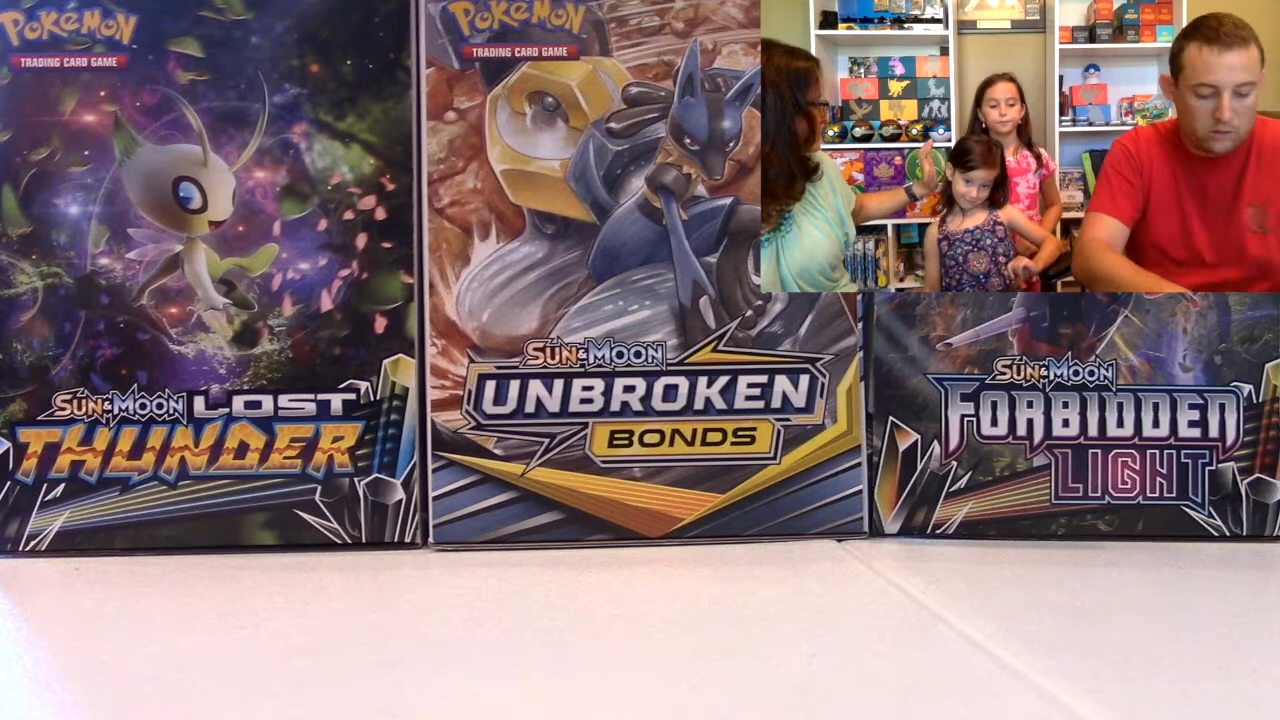 POKÉMON
TRADING CARD GAME
SUN & MOON LOST
THUNDER
POKÉMON
TRADING CARD GAME
SUN & MOON
UNBROKEN
BONDS
SUN & MOON
FORBIDDEN
LIGHT